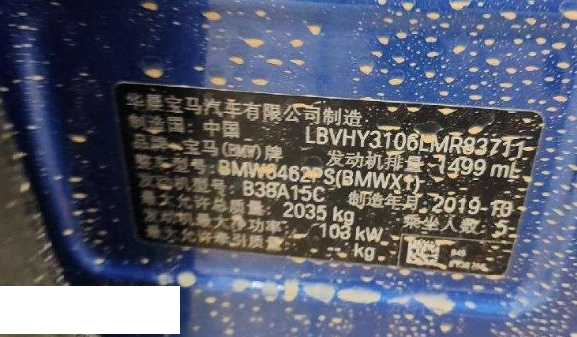 华晨宝马汽车有限公司制造
制造国: 中国 LBVHY3106LMR93711
品牌: 宝马(BMW)牌 发动机排量 1499 mL
整车型号: BMW6462PS(BMWX1)
发动机型号: B38A15C 制造年月 2019-10
最大允许总质量: 2035 kg 乘坐人数 5
发动机最大净功率: 103 kW
最大允许牵引质量: -- kg